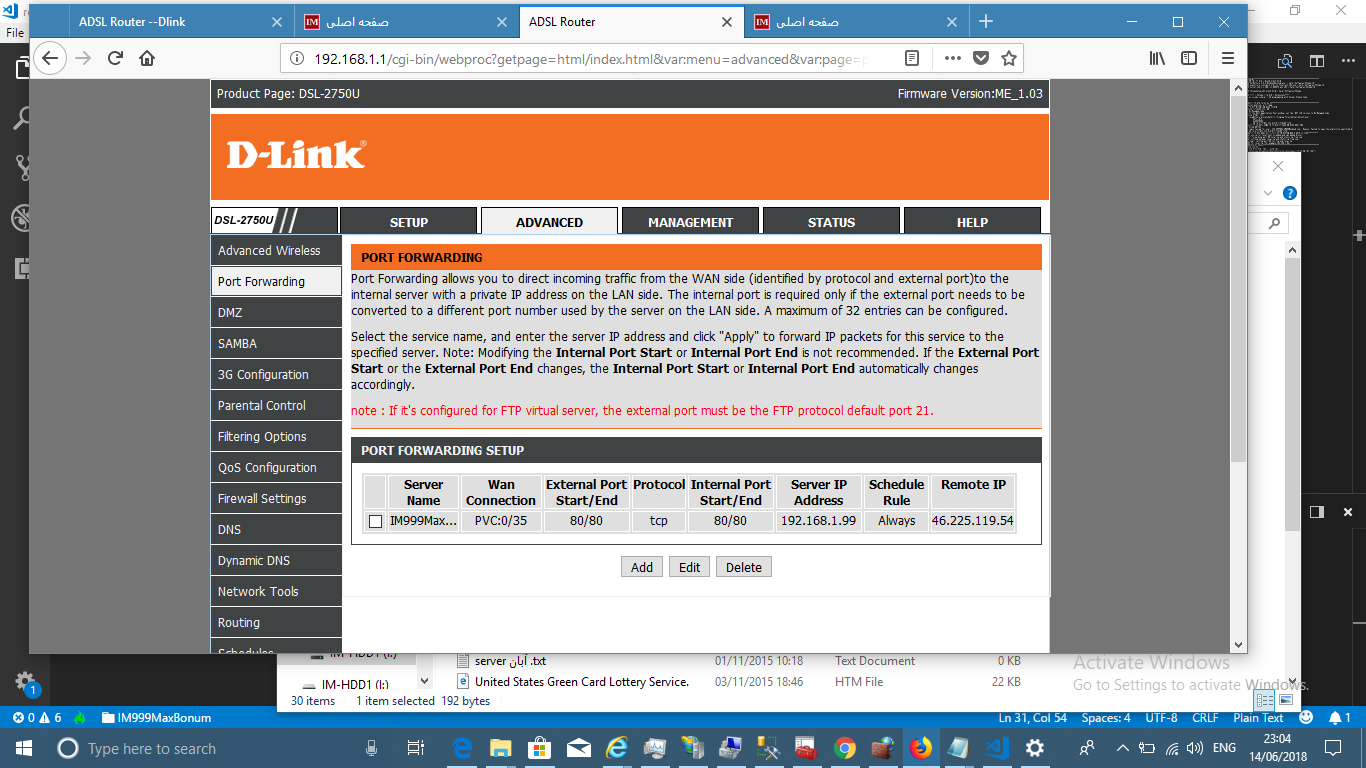 ADSL Router --Dlink
صفحه اصلی
ADSL Router
صفحه اصلی
File
192.168.1.1/cgi-bin/webproc?getpage=html/index.html&var:menu=advanced&var:page=
Product Page: DSL-2750U
Firmware Version:ME_1.03
D-Link
DSL-2750U
SETUP
ADVANCED
MANAGEMENT
STATUS
HELP
Advanced Wireless
Port Forwarding
DMZ
SAMBA
3G Configuration
Parental Control
Filtering Options
QoS Configuration
Firewall Settings
DNS
Dynamic DNS
Network Tools
Routing
Schedules
PORT FORWARDING
Port Forwarding allows you to direct incoming traffic from the WAN side (identified by protocol and external port)to the
internal server with a private IP address on the LAN side. The internal port is required only if the external port needs to be
converted to a different port number used by the server on the LAN side. A maximum of 32 entries can be configured.
Select the service name, and enter the server IP address and click "Apply" to forward IP packets for this service to the
specified server. Note: Modifying the Internal Port Start or Internal Port End is not recommended. If the External Port
Start or the External Port End changes, the Internal Port Start or Internal Port End automatically changes
accordingly.
note : If it's configured for FTP virtual server, the external port must be the FTP protocol default port 21.
PORT FORWARDING SETUP
Server Wan External Port Protocol Internal Port Server IP Schedule Remote IP
Name Connection Start/End Start/End Address Rule
IM999Max... PVC:0/35 80/80 tcp 80/80 192.168.1.99 Always 46.225.119.54
Add Edit Delete
IM-HDD1 (I:)
IM-HDD1 (I:)
server آبان.txt 01/11/2015 10:18 Text Document 0 KB
United States Green Card Lottery Service. 03/11/2015 18:46 HTM File 22 KB
30 items 1 item selected 192 bytes
Activate Windows
Go to Settings to activate Windows.
1
0 6 IM999MaxBonum
Ln 31, Col 54 Spaces: 4 UTF-8 CRLF Plain Text 1
Type here to search
ENG
23:04
14/06/2018